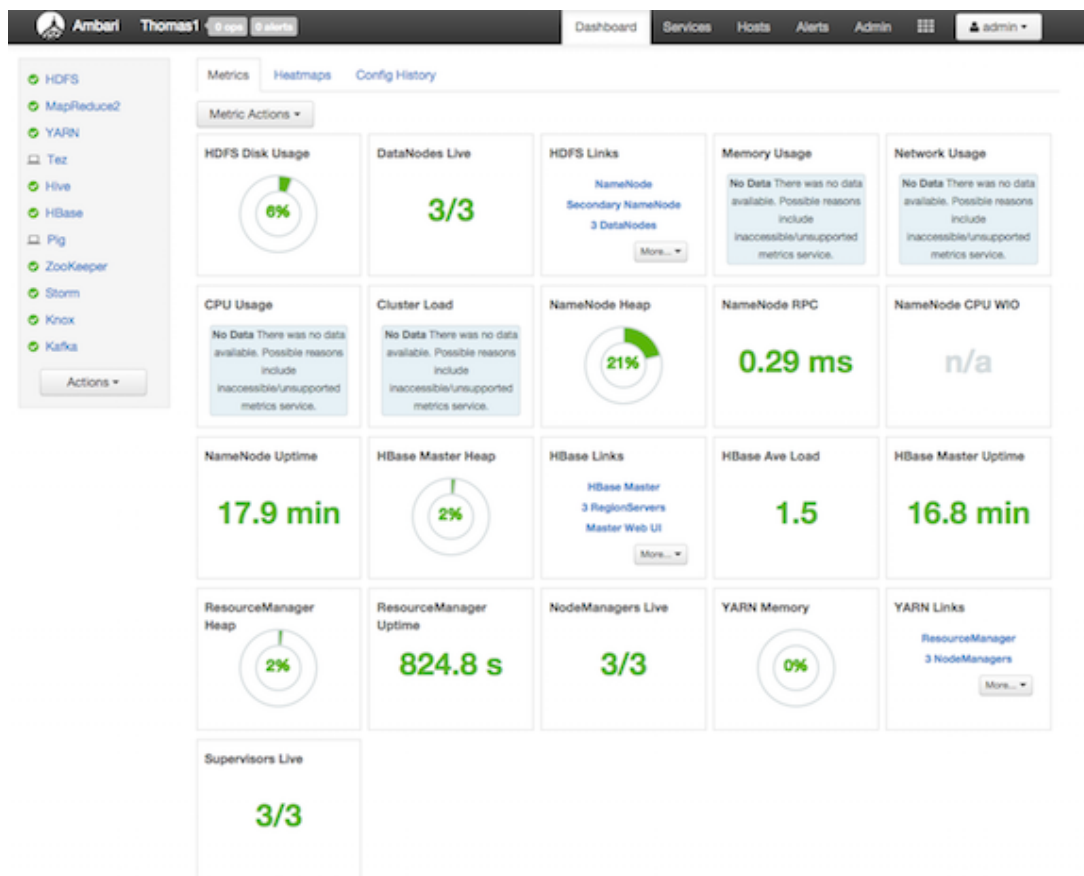 Ambari Thomas1 0 ops 0 alerts Dashboard Services Hosts Alerts Admin admin
HDFS
MapReduce2
YARN
Tez
Hive
HBase
Pig
ZooKeeper
Storm
Knox
Kafka
Actions
Metrics Heatmaps Config History
Metric Actions
HDFS Disk Usage
6%
DataNodes Live
3/3
HDFS Links
NameNode
Secondary NameNode
3 DataNodes
More...
Memory Usage
No Data There was no data
available. Possible reasons
include
inaccessible/unsupported
metrics service.
Network Usage
No Data There was no data
available. Possible reasons
include
inaccessible/unsupported
metrics service.
CPU Usage
No Data There was no data
available. Possible reasons
include
inaccessible/unsupported
metrics service.
Cluster Load
No Data There was no data
available. Possible reasons
include
inaccessible/unsupported
metrics service.
NameNode Heap
21%
NameNode RPC
0.29 ms
NameNode CPU WIO
n/a
NameNode Uptime
17.9 min
HBase Master Heap
2%
HBase Links
HBase Master
3 RegionServers
Master Web UI
More...
HBase Ave Load
1.5
HBase Master Uptime
16.8 min
ResourceManager
Heap
2%
ResourceManager
Uptime
824.8 s
NodeManagers Live
3/3
YARN Memory
0%
YARN Links
ResourceManager
3 NodeManagers
More...
Supervisors Live
3/3